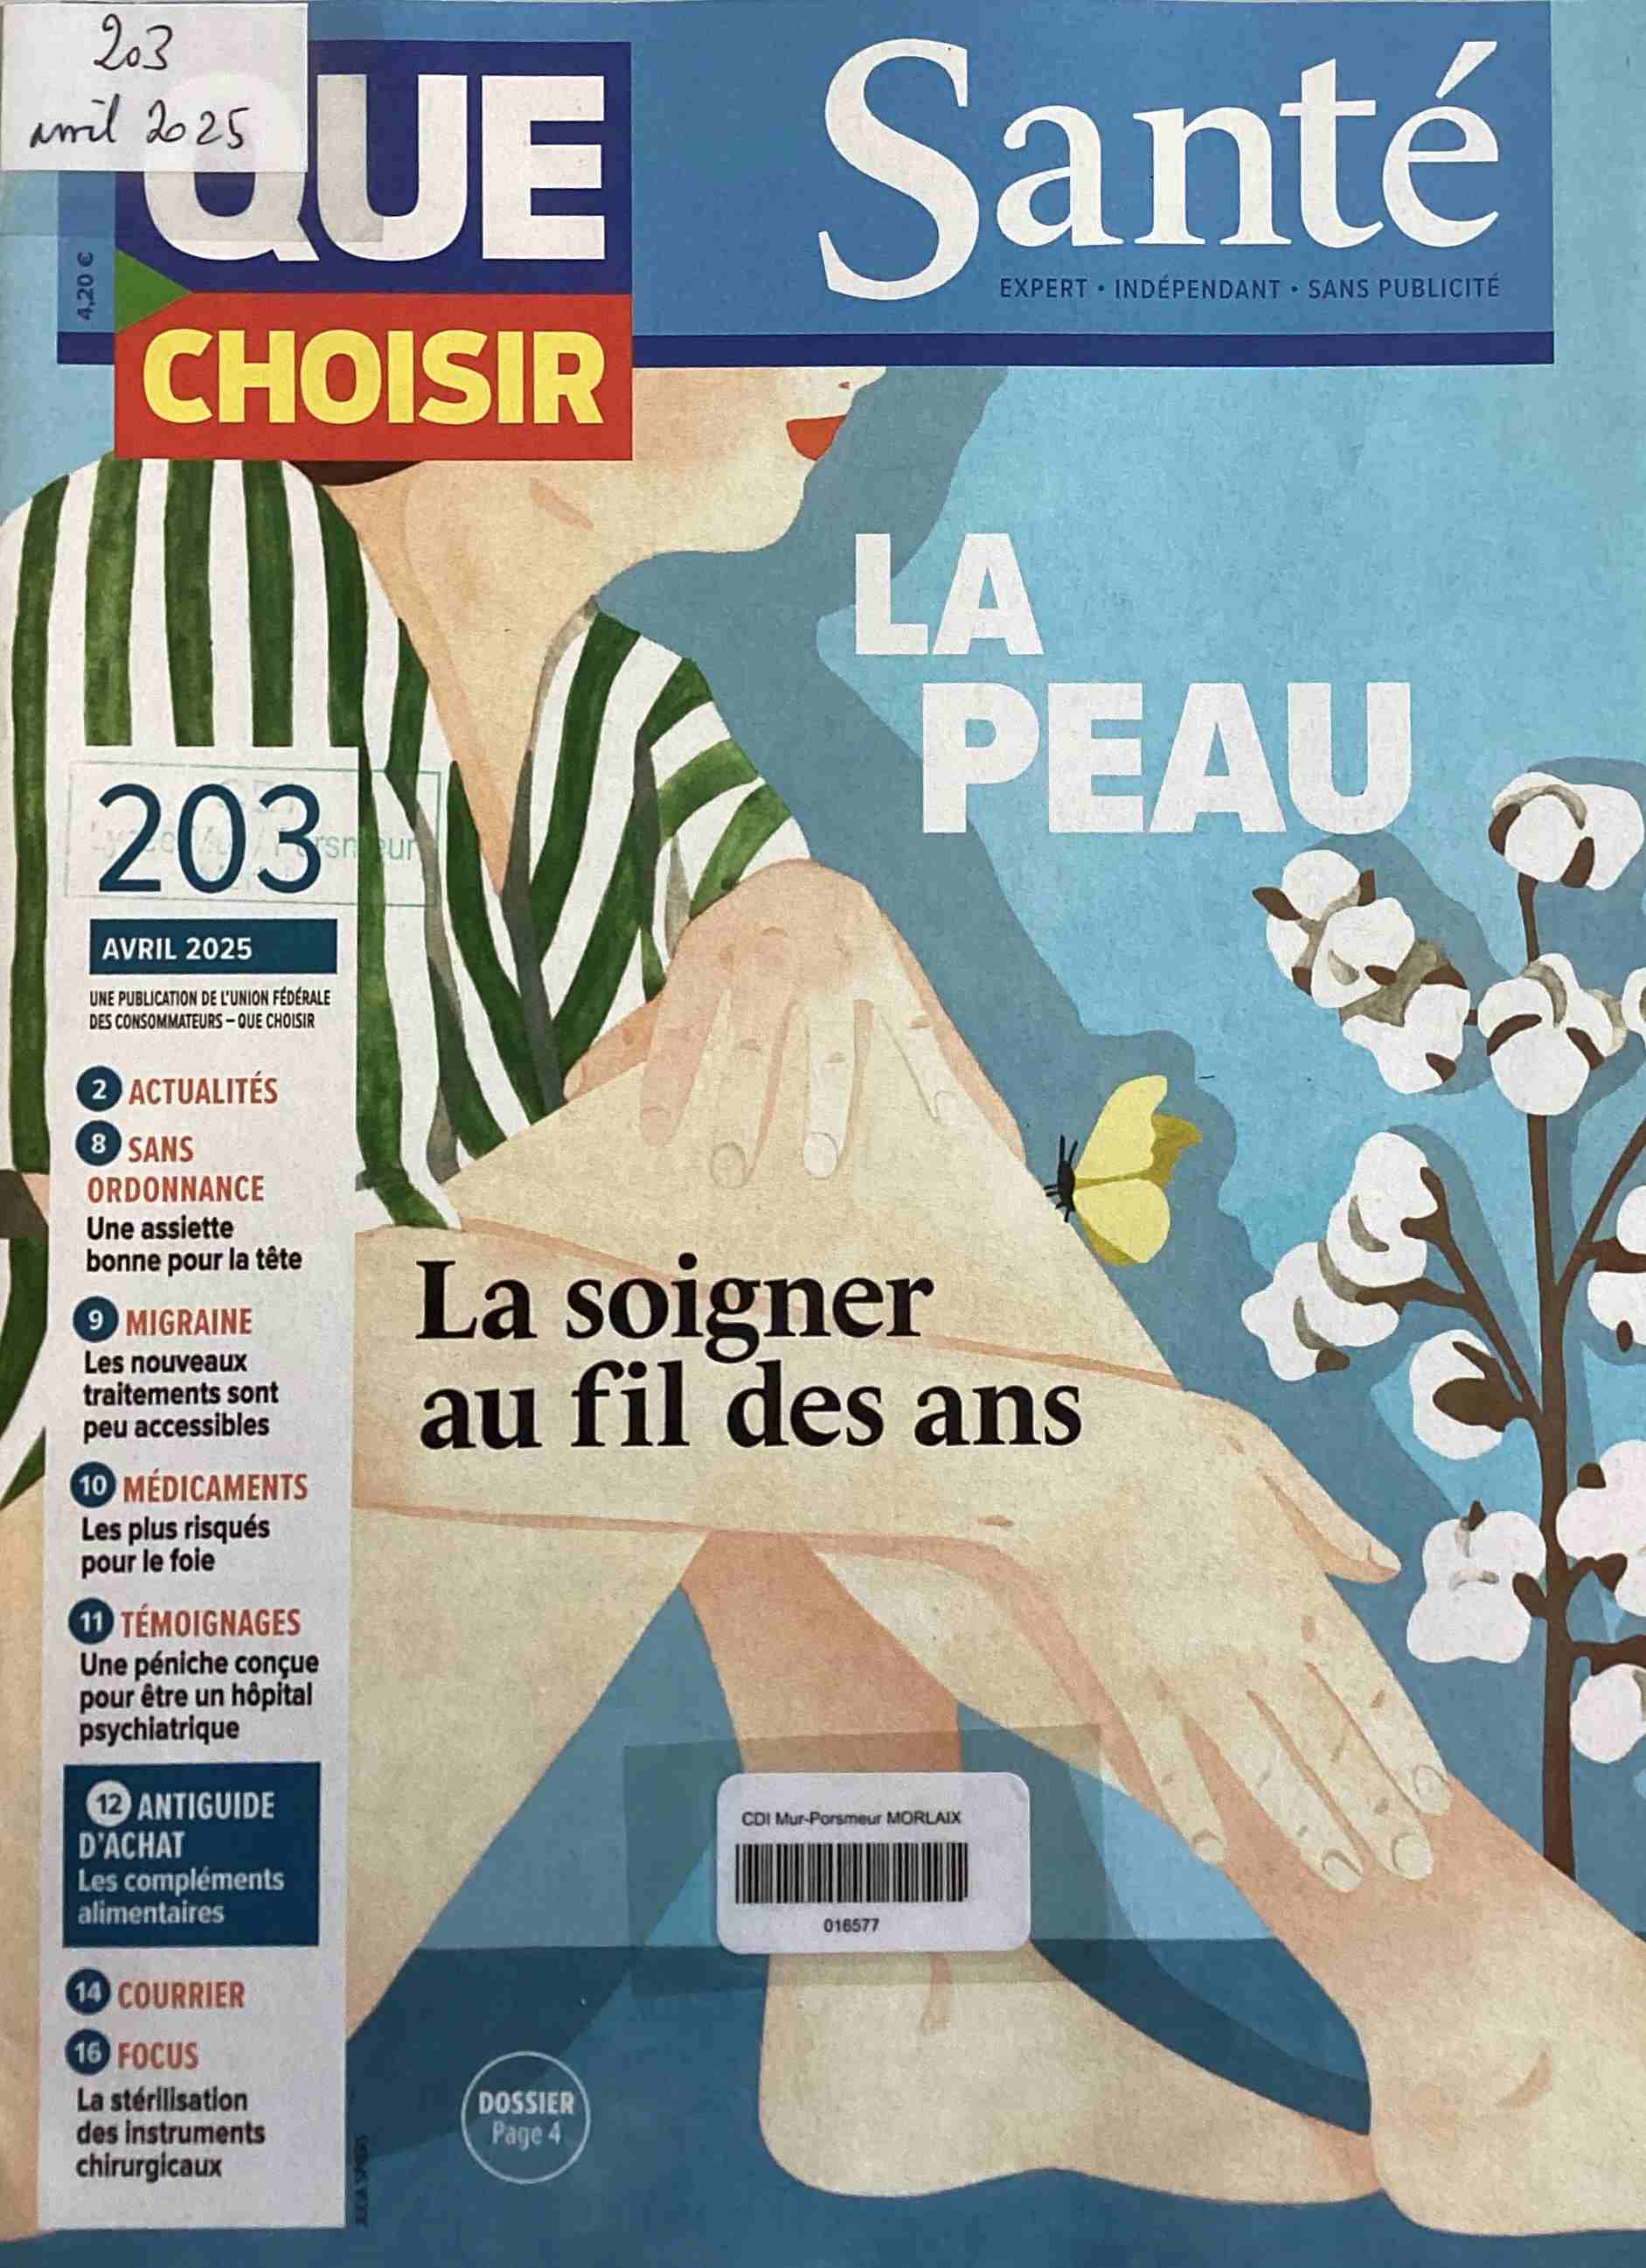 203
avril 2025
QUE
CHOISIR
4,20 €
Santé
EXPERT • INDÉPENDANT • SANS PUBLICITÉ
LA
PEAU
203
AVRIL 2025
UNE PUBLICATION DE L'UNION FÉDÉRALE
DES CONSOMMATEURS – QUE CHOISIR
2 ACTUALITÉS
8 SANS
ORDONNANCE
Une assiette
bonne pour la tête
9 MIGRAINE
Les nouveaux
traitements sont
peu accessibles
10 MÉDICAMENTS
Les plus risqués
pour le foie
11 TÉMOIGNAGES
Une péniche conçue
pour être un hôpital
psychiatrique
12 ANTIGUIDE
D'ACHAT
Les compléments
alimentaires
14 COURRIER
16 FOCUS
La stérilisation
des instruments
chirurgicaux
La soigner
au fil des ans
CDI Mur-Porsmeur MORLAIX
016577
DOSSIER
Page 4